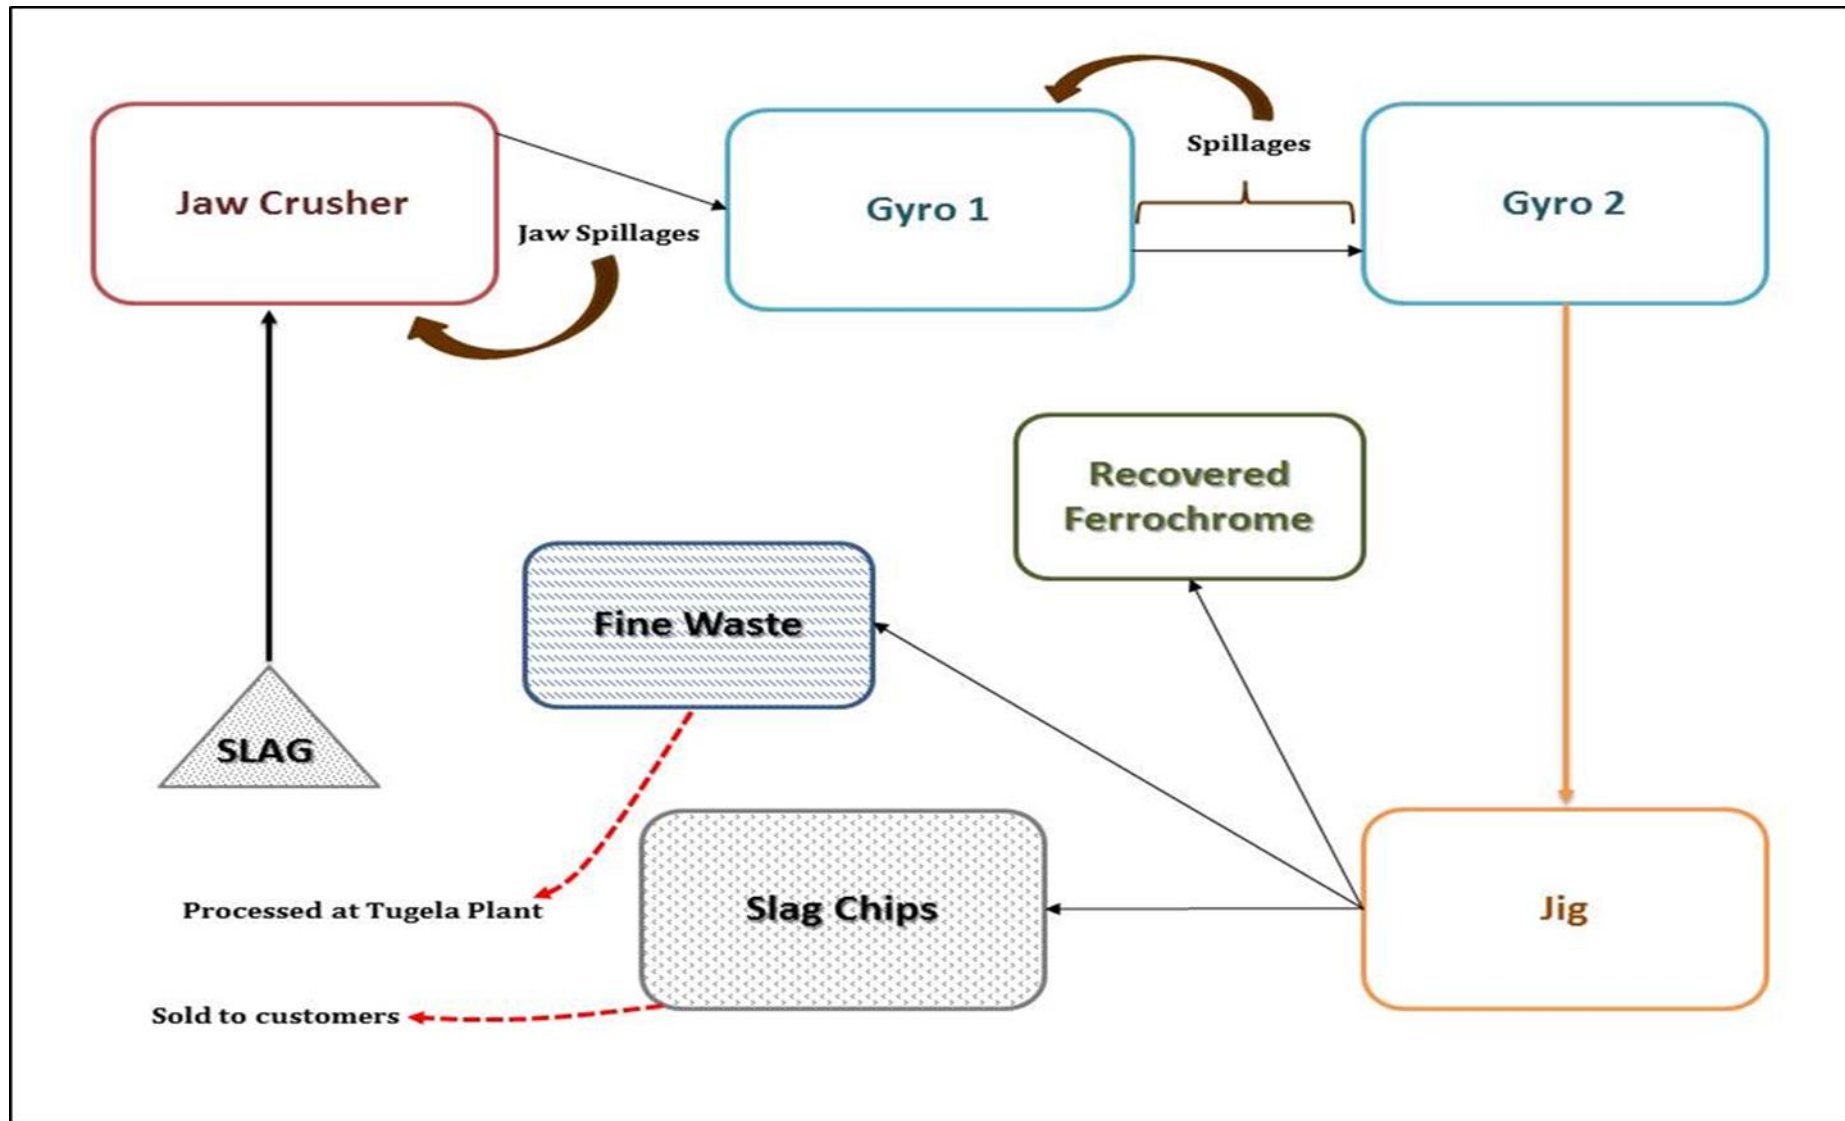 Jaw Crusher
Jaw Spillages
Gyro 1
Spillages
Gyro 2
Recovered
Ferrochrome
Fine Waste
SLAG
Processed at Tugela Plant
Slag Chips
Jig
Sold to customers